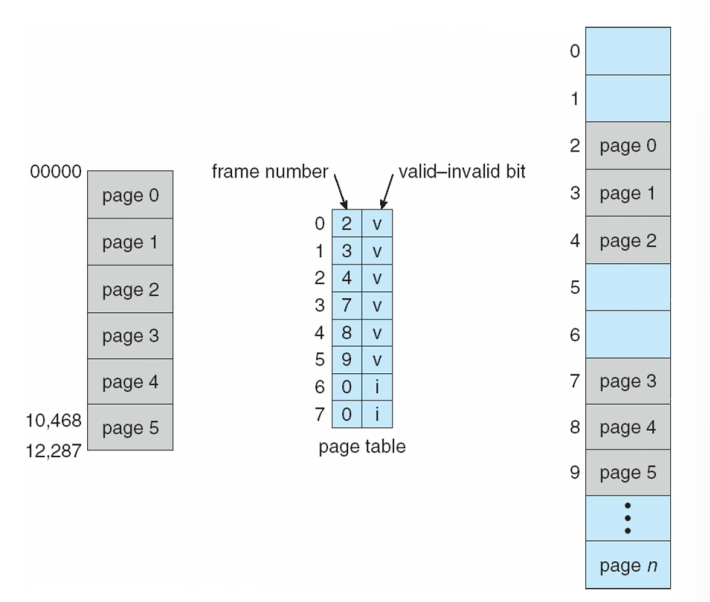 00000
page 0
page 1
page 2
page 3
page 4
10,468
page 5
12,287
frame number
valid–invalid bit
0 2 v
1 3 v
2 4 v
3 7 v
4 8 v
5 9 v
6 0 i
7 0 i
page table
0
1
2 page 0
3 page 1
4 page 2
5
6
7 page 3
8 page 4
9 page 5
page n